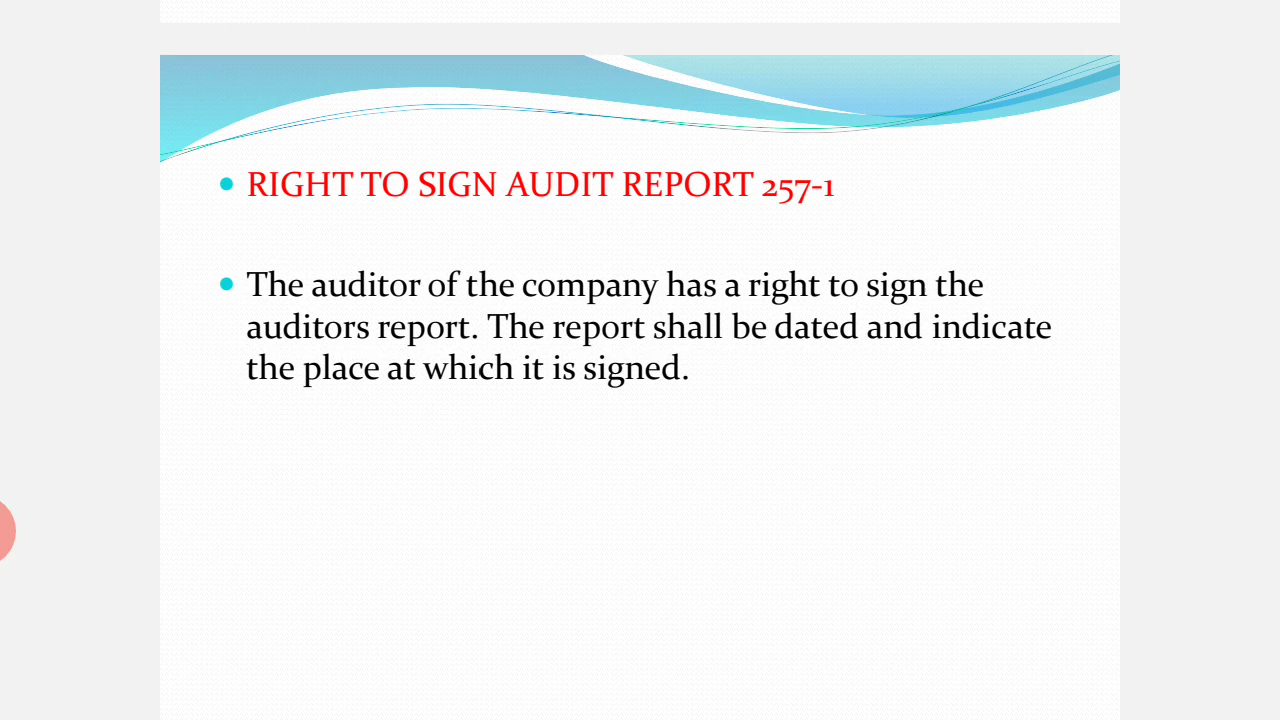 RIGHT TO SIGN AUDIT REPORT 257-1
The auditor of the company has a right to sign the
auditors report. The report shall be dated and indicate
the place at which it is signed.